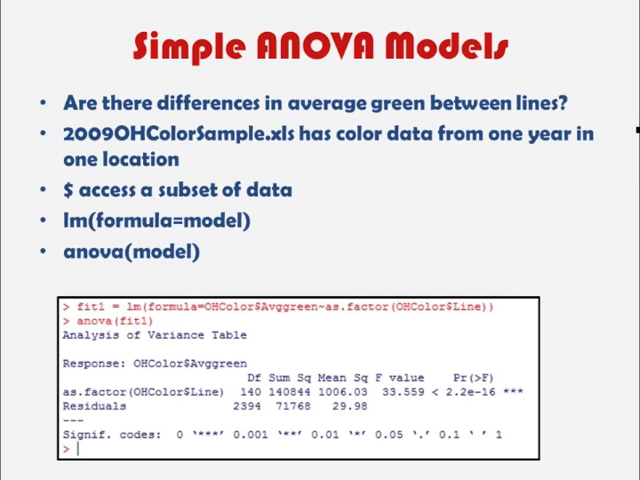 Simple ANOVA Models
• Are there differences in average green between lines?
• 2009OHColorSample.xls has color data from one year in
one location
• $ access a subset of data
• lm(formula=model)
• anova(model)
> fit1 = lm(formula=OHColor$Avggreen~as.factor(OHColor$Line))
> anova(fit1)
Analysis of Variance Table
Response: OHColor$Avggreen
Df Sum Sq Mean Sq F value Pr(>F)
as.factor(OHColor$Line) 140 140844 1006.03 33.559 < 2.2e-16 ***
Residuals 2394 71768 29.98
---
Signif. codes: 0 ‘***’ 0.001 ‘**’ 0.01 ‘*’ 0.05 ‘.’ 0.1 ‘ ’ 1
>